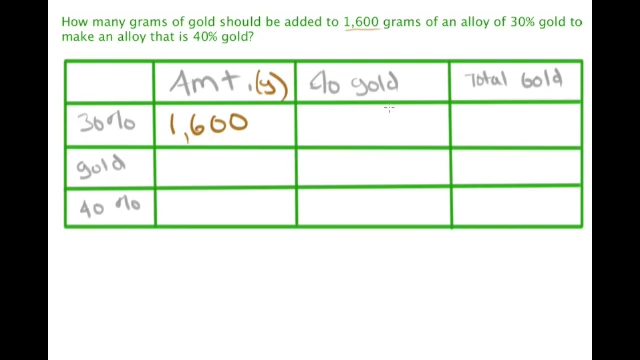 How many grams of gold should be added to 1,600 grams of an alloy of 30% gold to
make an alloy that is 40% gold?
Amt. (g) % gold Total Gold
30% 1,600
gold
40 %